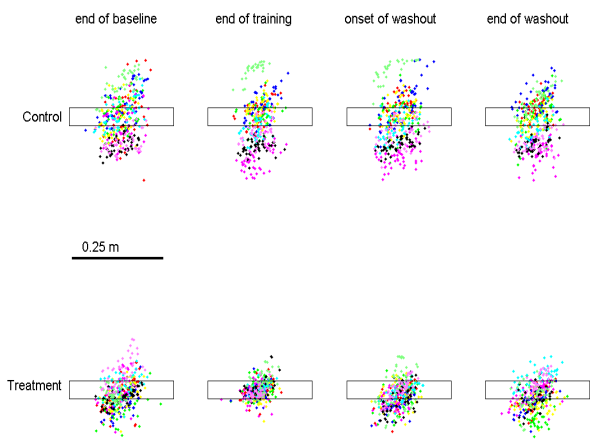 end of baseline end of training onset of washout end of washout
Control
0.25 m
Treatment